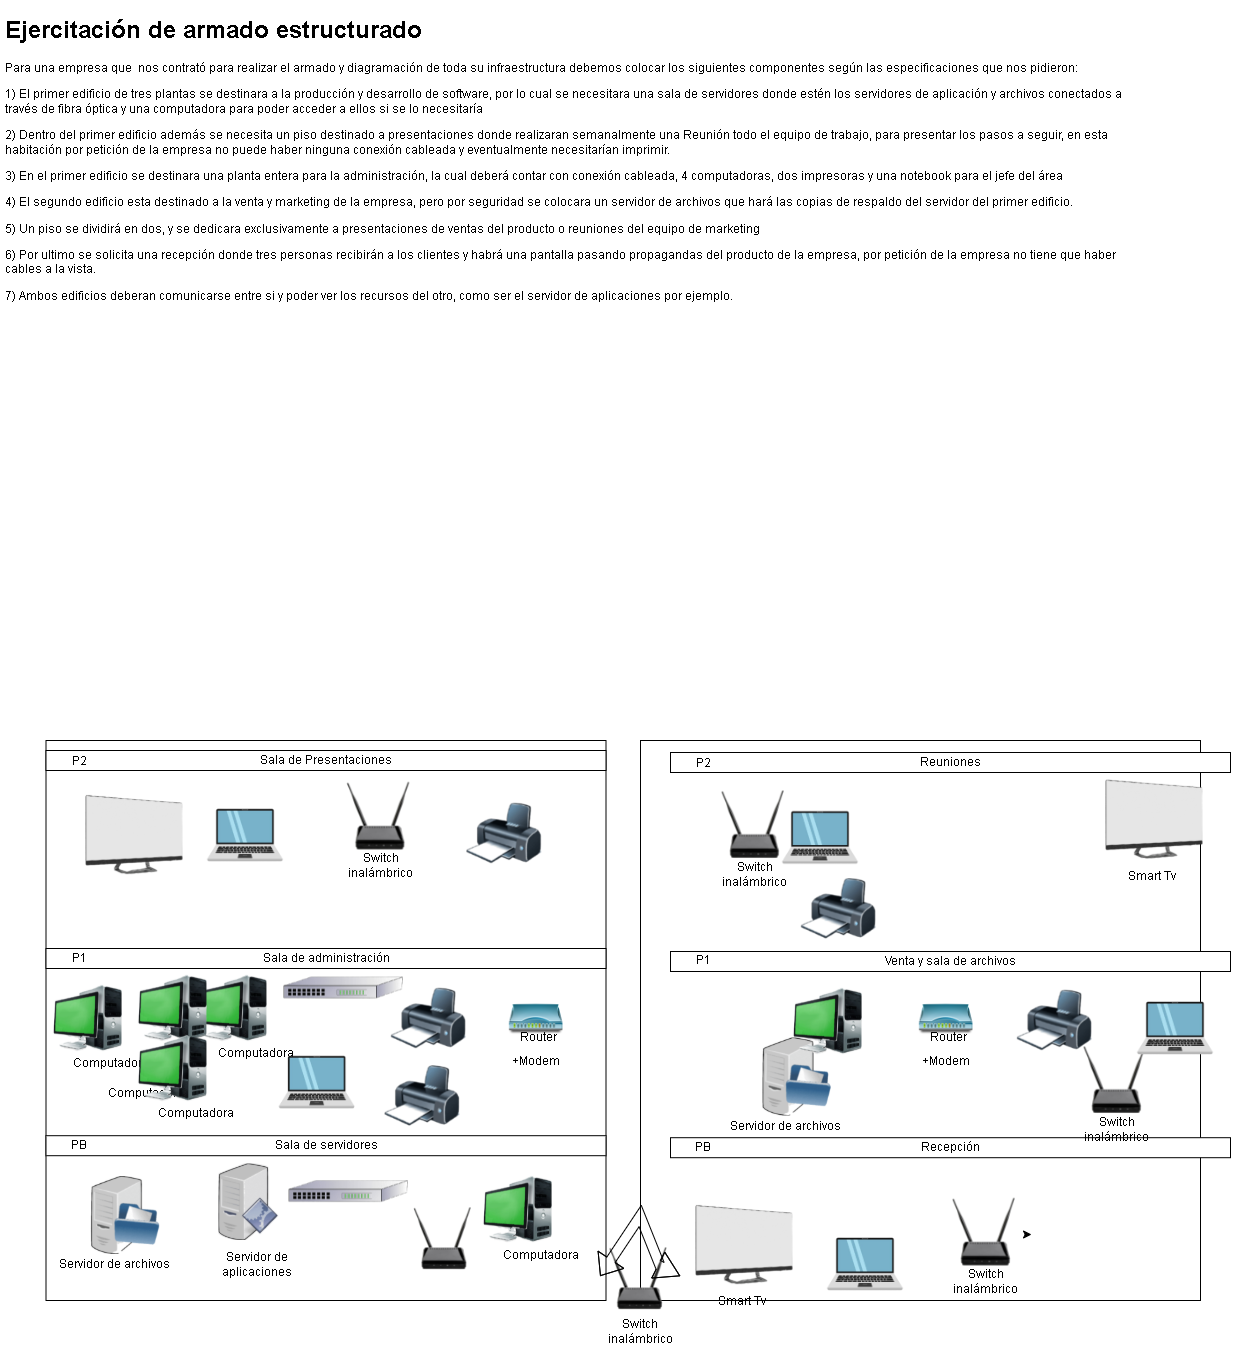 Ejercitación de armado estructurado
Para una empresa que  nos contrató para realizar el armado y diagramación de toda su infraestructura debemos colocar los siguientes componentes según las especificaciones que nos pidieron:
1) El primer edificio de tres plantas se destinara a la producción y desarrollo de software, por lo cual se necesitara una sala de servidores donde estén los servidores de aplicación y archivos conectados a
través de fibra óptica y una computadora para poder acceder a ellos si se lo necesitaría
2) Dentro del primer edificio además se necesita un piso destinado a presentaciones donde realizaran semanalmente una Reunión todo el equipo de trabajo, para presentar los pasos a seguir, en esta
habitación por petición de la empresa no puede haber ninguna conexión cableada y eventualmente necesitarían imprimir.
3) En el primer edificio se destinara una planta entera para la administración, la cual deberá contar con conexión cableada, 4 computadoras, dos impresoras y una notebook para el jefe del área
4) El segundo edificio esta destinado a la venta y marketing de la empresa, pero por seguridad se colocara un servidor de archivos que hará las copias de respaldo del servidor del primer edificio.
5) Un piso se dividirá en dos, y se dedicara exclusivamente a presentaciones de ventas del producto o reuniones del equipo de marketing
6) Por ultimo se solicita una recepción donde tres personas recibirán a los clientes y habrá una pantalla pasando propagandas del producto de la empresa, por petición de la empresa no tiene que haber
cables a la vista.
7) Ambos edificios deberan comunicarse entre si y poder ver los recursos del otro, como ser el servidor de aplicaciones por ejemplo.
P2 Sala de Presentaciones
Switch
inalámbrico
P1 Sala de administración
Computadora
Computadora
Computa
Computadora
Router
+Modem
PB Sala de servidores
Servidor de archivos
Servidor de
aplicaciones
Computadora
Switch
inalámbrico
P2 Reuniones
Switch
inalámbrico
Smart Tv
P1 Venta y sala de archivos
Servidor de archivos
Router
+Modem
Switch
inalámbrico
PB Recepción
Smart Tv
Switch
inalámbrico